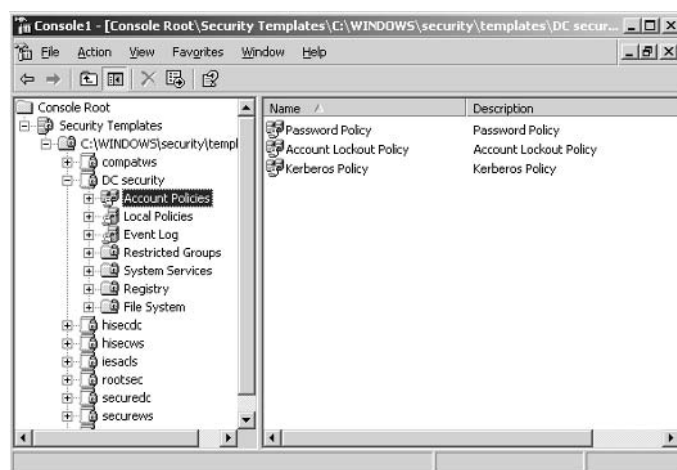 Console1 - [Console Root\Security Templates\C:\WINDOWS\security\templates\DC secur...
File Action View Favorites Window Help
Console Root
Security Templates
C:\WINDOWS\security\templ
compatws
DC security
Account Policies
Local Policies
Event Log
Restricted Groups
System Services
Registry
File System
hisecdc
hisecws
iesacls
rootsec
securedc
securews
Name Description
Password Policy Password Policy
Account Lockout Policy Account Lockout Policy
Kerberos Policy Kerberos Policy